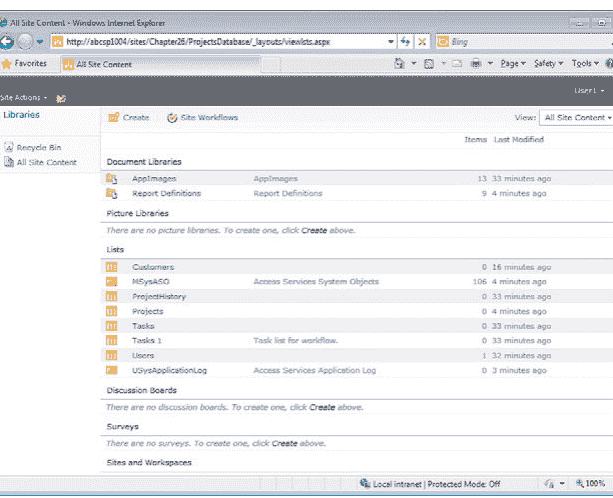 All Site Content - Windows Internet Explorer
http://abcsp1004/sites/Chapter26/ProjectsDatabase/_layouts/viewlsts.aspx
Bing
Favorites
All Site Content
Page
Safety
Tools
Site Actions
User1
Libraries
Create
Site Workflows
View: All Site Content
Recycle Bin
All Site Content
Items Last Modified
Document Libraries
AppImages AppImages 13 33 minutes ago
Report Definitions Report Definitions 9 4 minutes ago
Picture Libraries
There are no picture libraries. To create one, click Create above.
Lists
Customers 0 16 minutes ago
MSysASO Access Services System Objects 106 4 minutes ago
ProjectHistory 0 33 minutes ago
Projects 0 4 minutes ago
Tasks 0 33 minutes ago
Tasks 1 Task list for workflow. 0 33 minutes ago
Users 1 32 minutes ago
USysApplicationLog Access Services Application Log 0 3 minutes ago
Discussion Boards
There are no discussion boards. To create one, click Create above.
Surveys
There are no surveys. To create one, click Create above.
Sites and Workspaces
Local intranet | Protected Mode: Off
100%